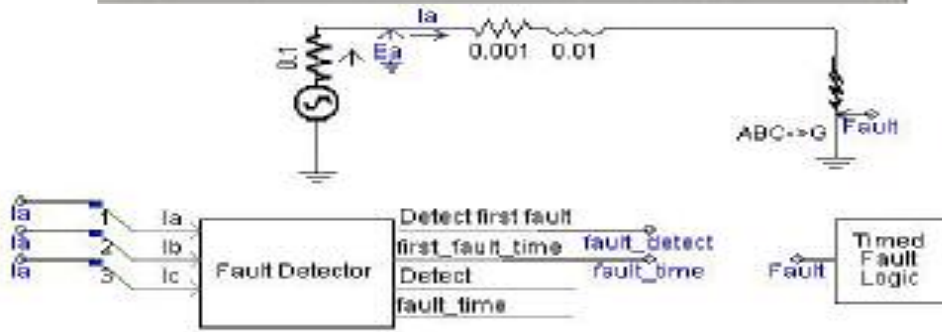 Ia
0.1
Ea
0.001 0.01
ABC->G
Fault
Ia 1 Ia
Ia 2 Ib
Ia 3 Ic
Fault Detector
Detect first fault
first_fault_time
Detect
fault_time
fault_detect
fault_time
Fault
Timed
Fault
Logic